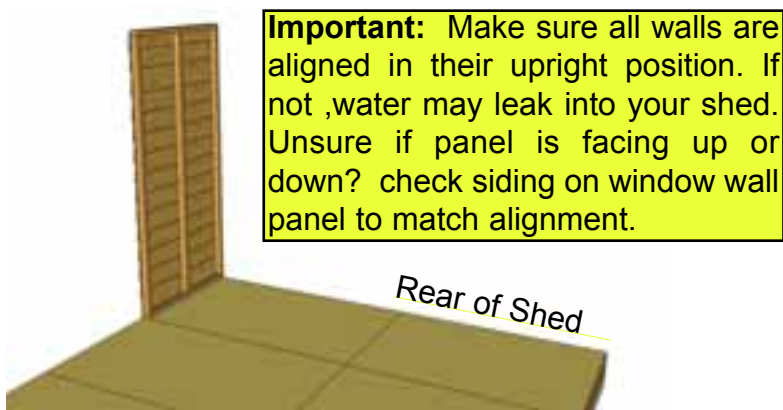 Important: Make sure all walls are
aligned in their upright position. If
not ,water may leak into your shed.
Unsure if panel is facing up or
down? check siding on window wall
panel to match alignment.
Rear of Shed